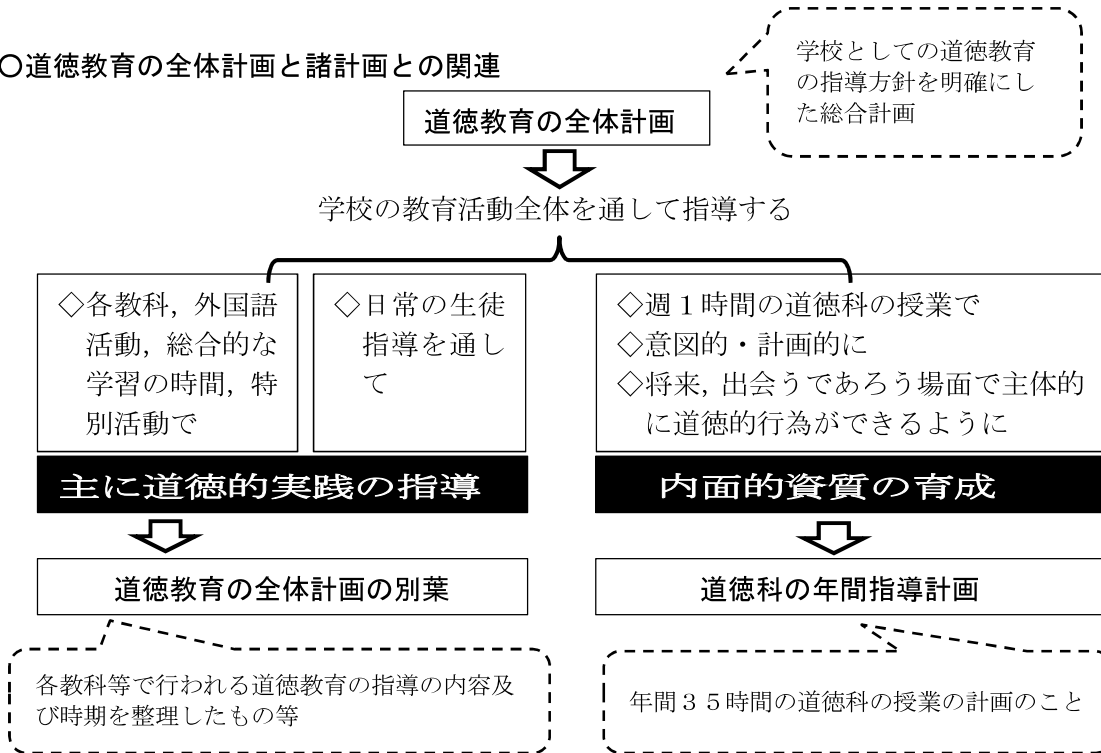 ○道徳教育の全体計画と諸計画との関連
学校としての道徳教育
の指導方針を明確にし
た総合計画
道徳教育の全体計画
学校の教育活動全体を通して指導する
◇各教科，外国語
活動，総合的な
学習の時間，特
別活動で
◇日常の生徒
指導を通し
て
◇週１時間の道徳科の授業で
◇意図的・計画的に
◇将来，出会うであろう場面で主体的
に道徳的行為ができるように
主に道徳的実践の指導
内面的資質の育成
道徳教育の全体計画の別葉
道徳科の年間指導計画
各教科等で行われる道徳教育の指導の内容及
び時期を整理したもの等
年間３５時間の道徳科の授業の計画のこと